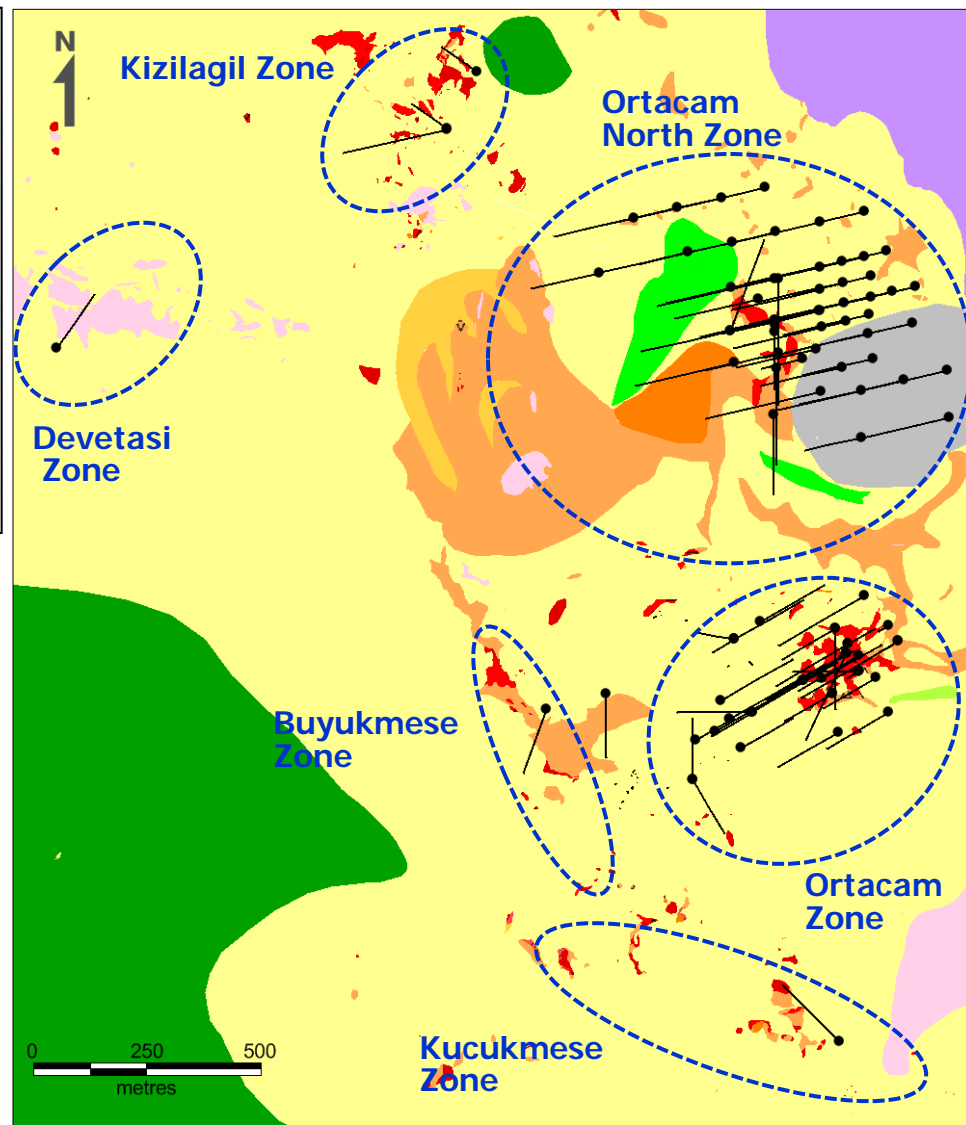 N
Kizilagil Zone
Ortacam
North Zone
Devetasi
Zone
Buyukmese
Zone
Ortacam
Zone
Kucukmese
Zone
0 250 500
metres